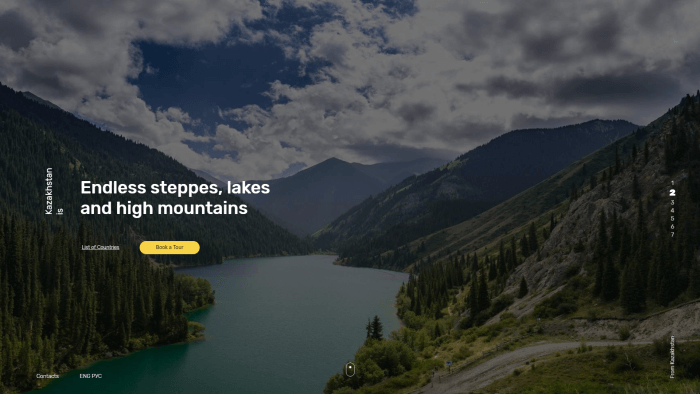 Kazakhstan
is
Endless steppes, lakes
and high mountains
List of Countries
Book a Tour
1
2
3
4
5
6
7
Contacts
ENG РУС
From Kazakhstan